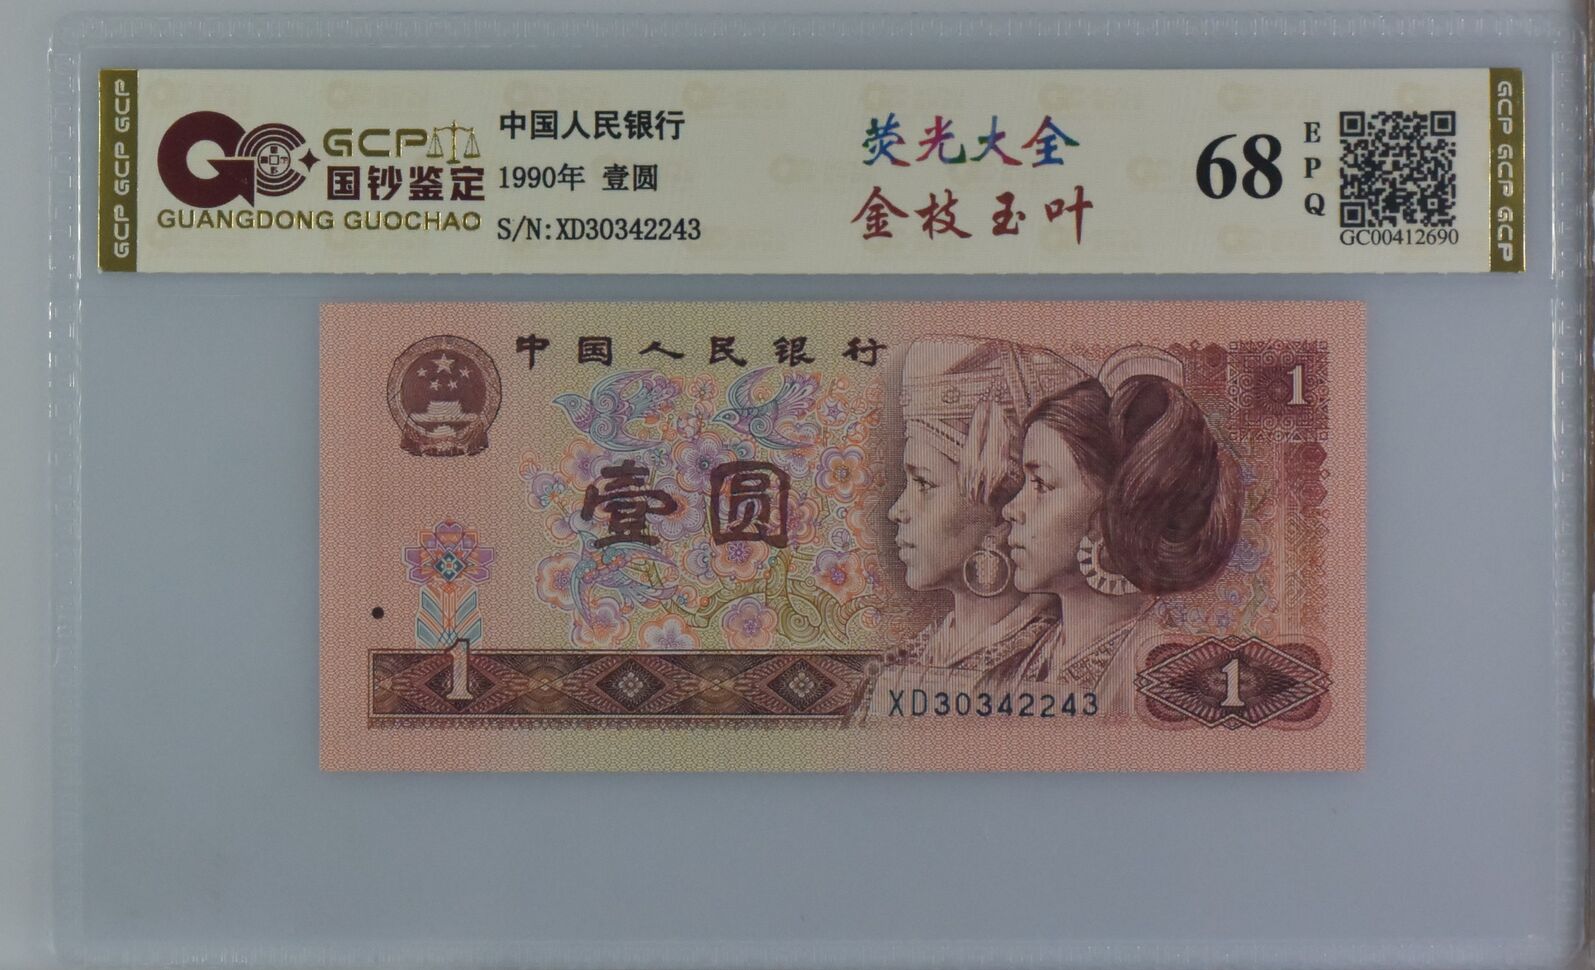 GCP GCP GCP
GCP
国钞鉴定
GUANGDONG GUOCHAO
中国人民银行
1990年 壹圆
S/N:XD30342243
荧光大全
金枝玉叶
68
EPQ
GC00412690
GCP GCP GCP
中国人民银行
1
壹圆
1
XD30342243
1